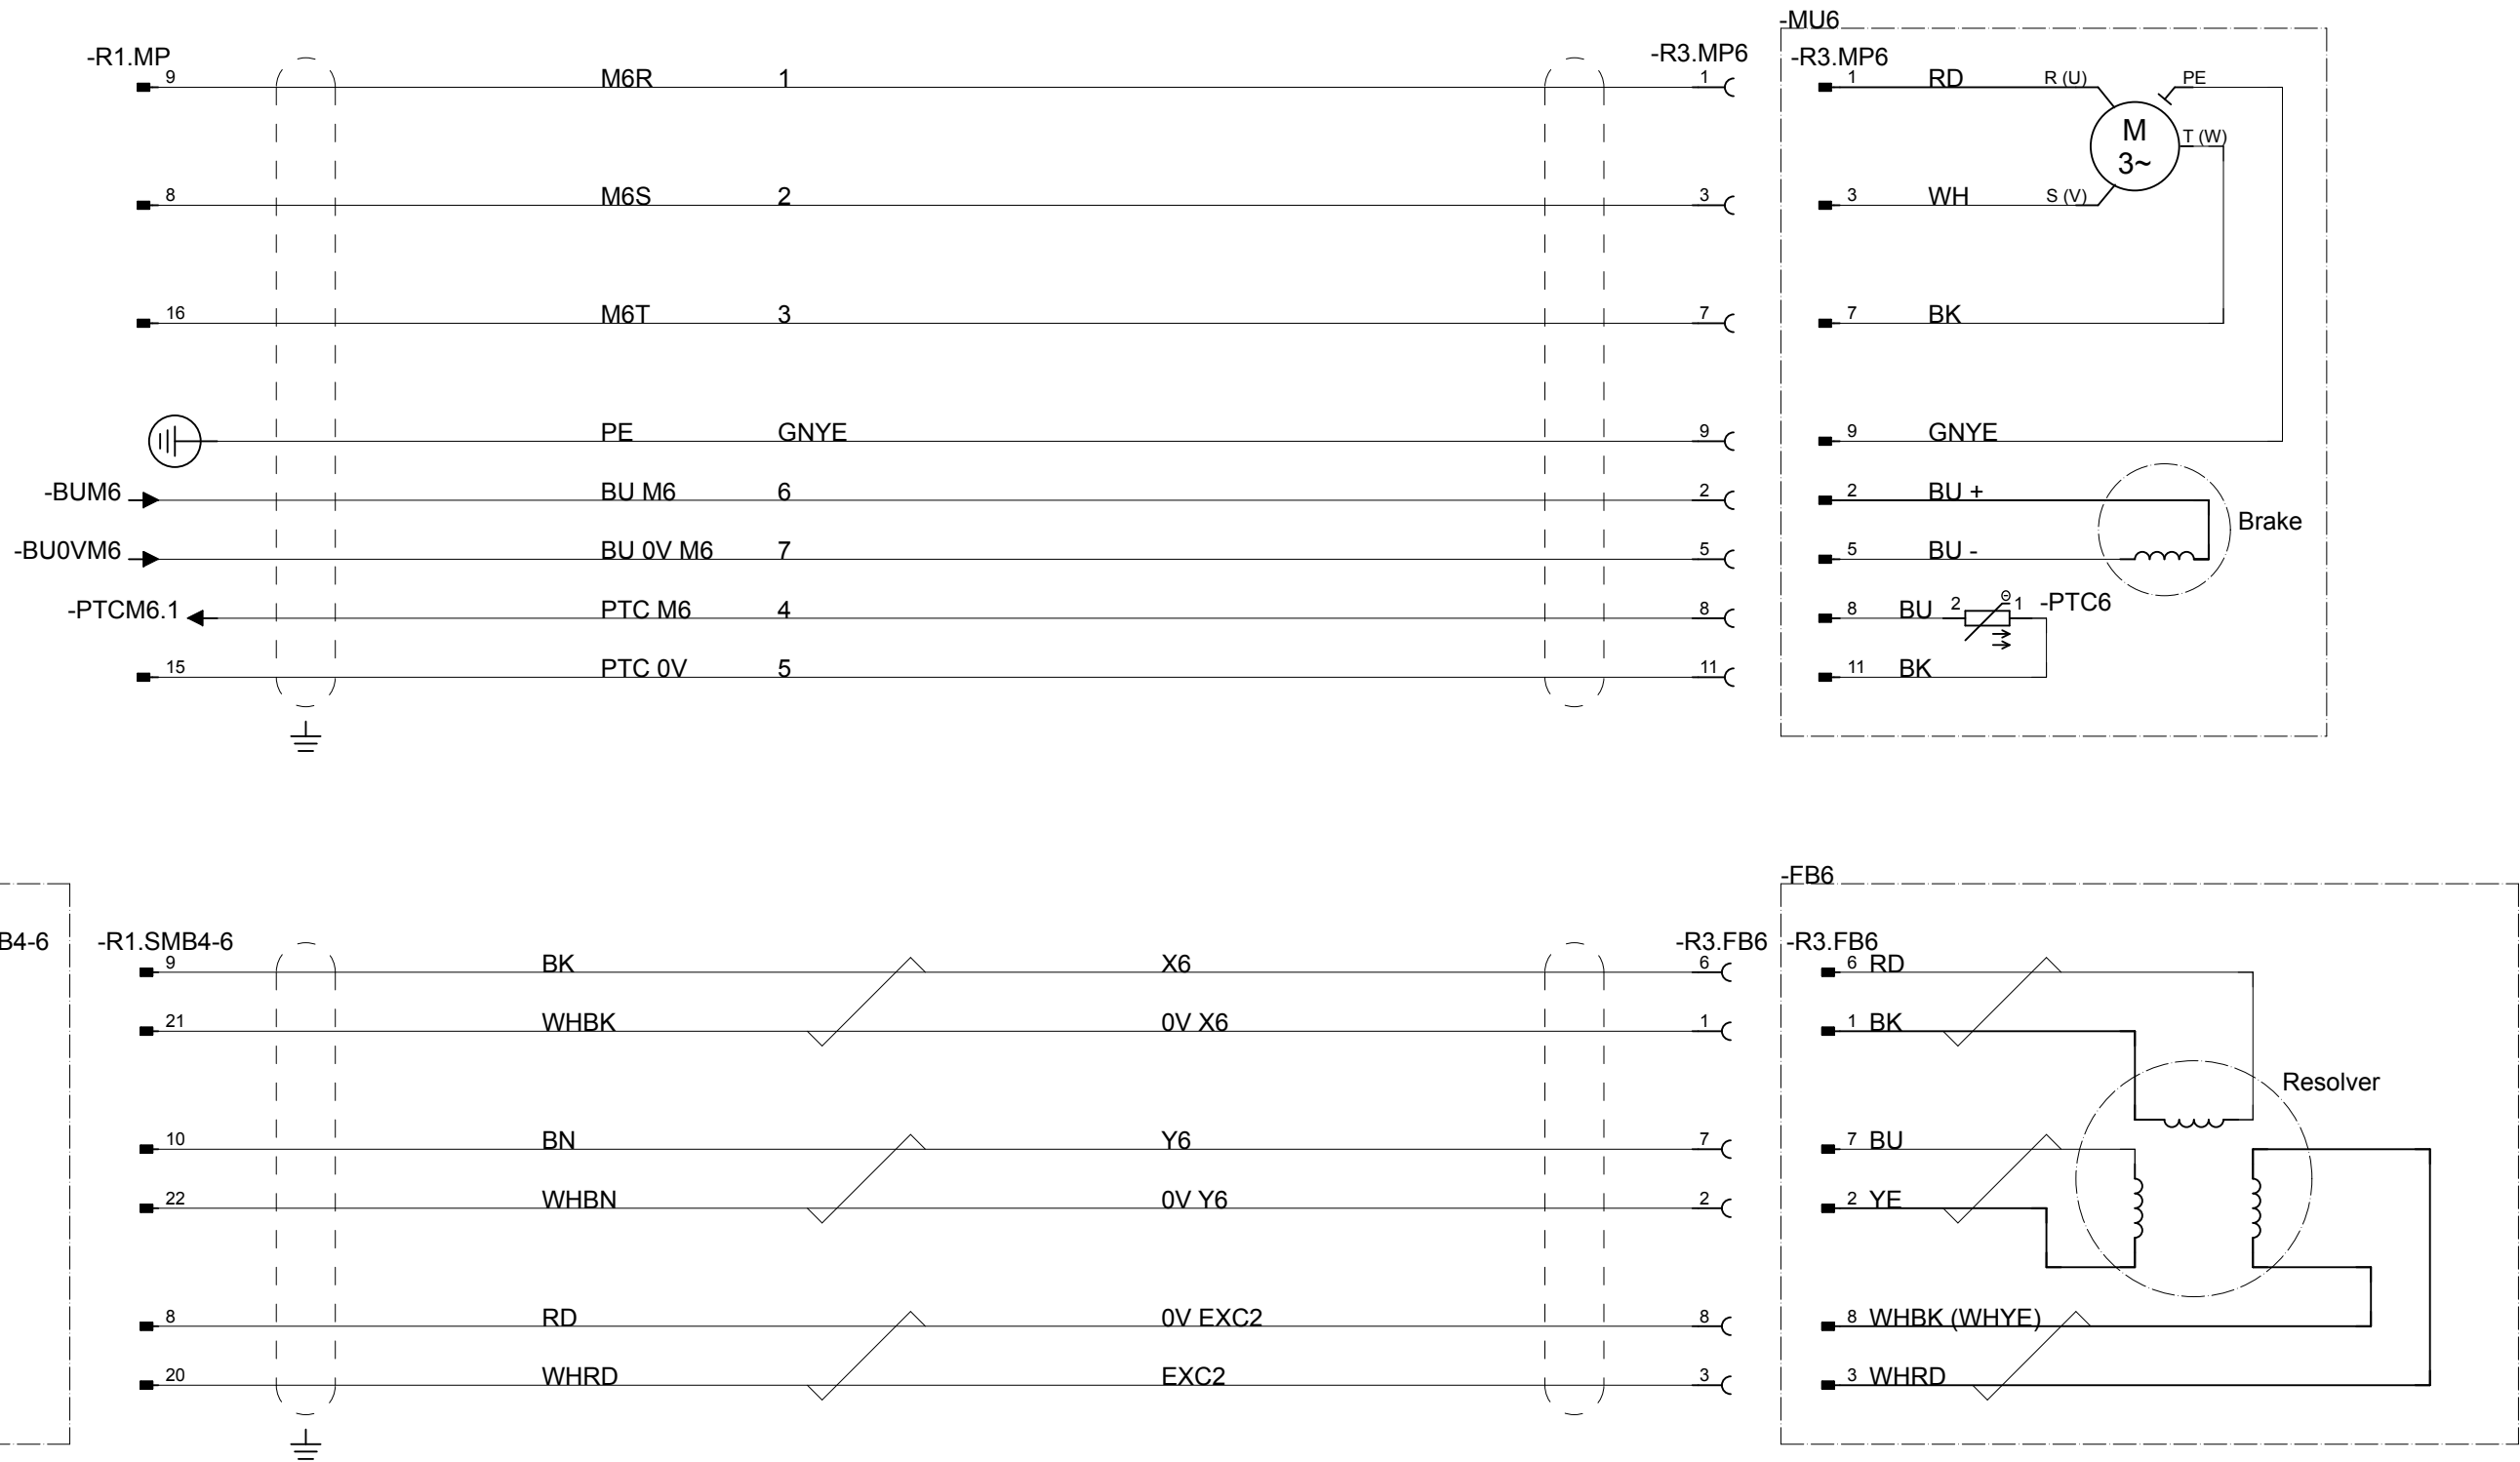 -MU6
-R1.MP -R3.MP6 -R3.MP6
9 M6R 1 1 1 RD R (U) PE
M
3~
T (W)
8 M6S 2 3 3 WH S (V)
16 M6T 3 7 7 BK
PE GNYE 9 9 GNYE
-BUM6 BU M6 6 2 2 BU +
Brake
-BU0VM6 BU 0V M6 7 5 5 BU -
-PTCM6.1 PTC M6 4 8 8 BU 2 1 -PTC6
15 PTC 0V 5 11 11 BK
-FB6
B4-6 -R1.SMB4-6 -R3.FB6 -R3.FB6
9 BK X6 6 6 RD
21 WHBK 0V X6 1 1 BK
Resolver
10 BN Y6 7 7 BU
22 WHBN 0V Y6 2 2 YE
8 RD 0V EXC2 8 8 WHBK (WHYE)
20 WHRD EXC2 3 3 WHRD